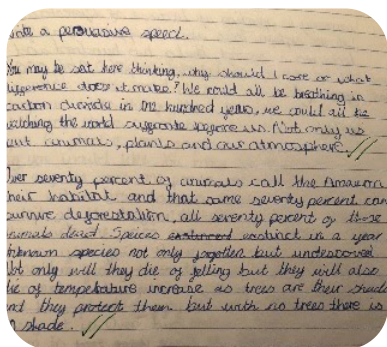 a persuasive speech.
You may be sat here thinking, why should I care or what
difference does it make? We could all be breathing in
carbon dioxide in one hundred years, we could all be
watching the world suffocate before us. Not only us
but animals, plants and our atmosphere.
Over seventy percent of animals call the Amazon
their habitat and that same seventy percent can
survive deforestation, all seventy percent of these
animals dead. Speices extinct in a year
unknown species not only forgotten but undescovered
Not only will they die of felling but they will also
die of temperature increase as trees are their shade
and they protect them but with no trees there is
shade.